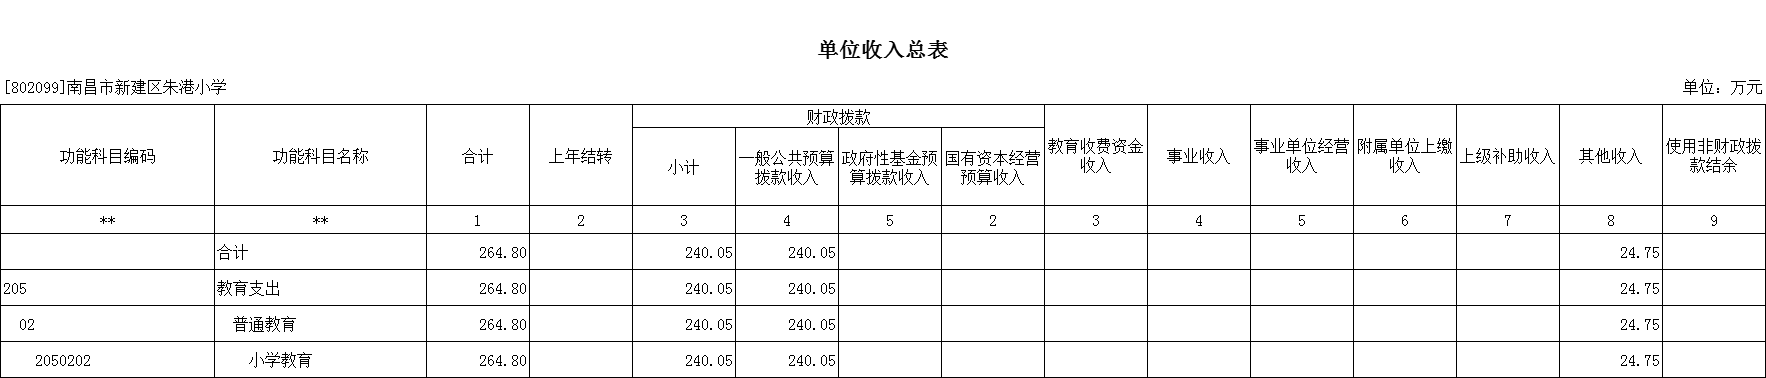 单位收入总表
[802099]南昌市新建区朱港小学 单位：万元
功能科目编码 功能科目名称 合计 上年结转 财政拨款 教育收费资金收入 事业收入 事业单位经营收入 附属单位上缴收入 上级补助收入 其他收入 使用非财政拨款结余
小计 一般公共预算拨款收入 政府性基金预算拨款收入 国有资本经营预算收入
** ** 1 2 3 4 5 2 3 4 5 6 7 8 9
合计 264.80 240.05 240.05 24.75
205 教育支出 264.80 240.05 240.05 24.75
02 普通教育 264.80 240.05 240.05 24.75
2050202 小学教育 264.80 240.05 240.05 24.75